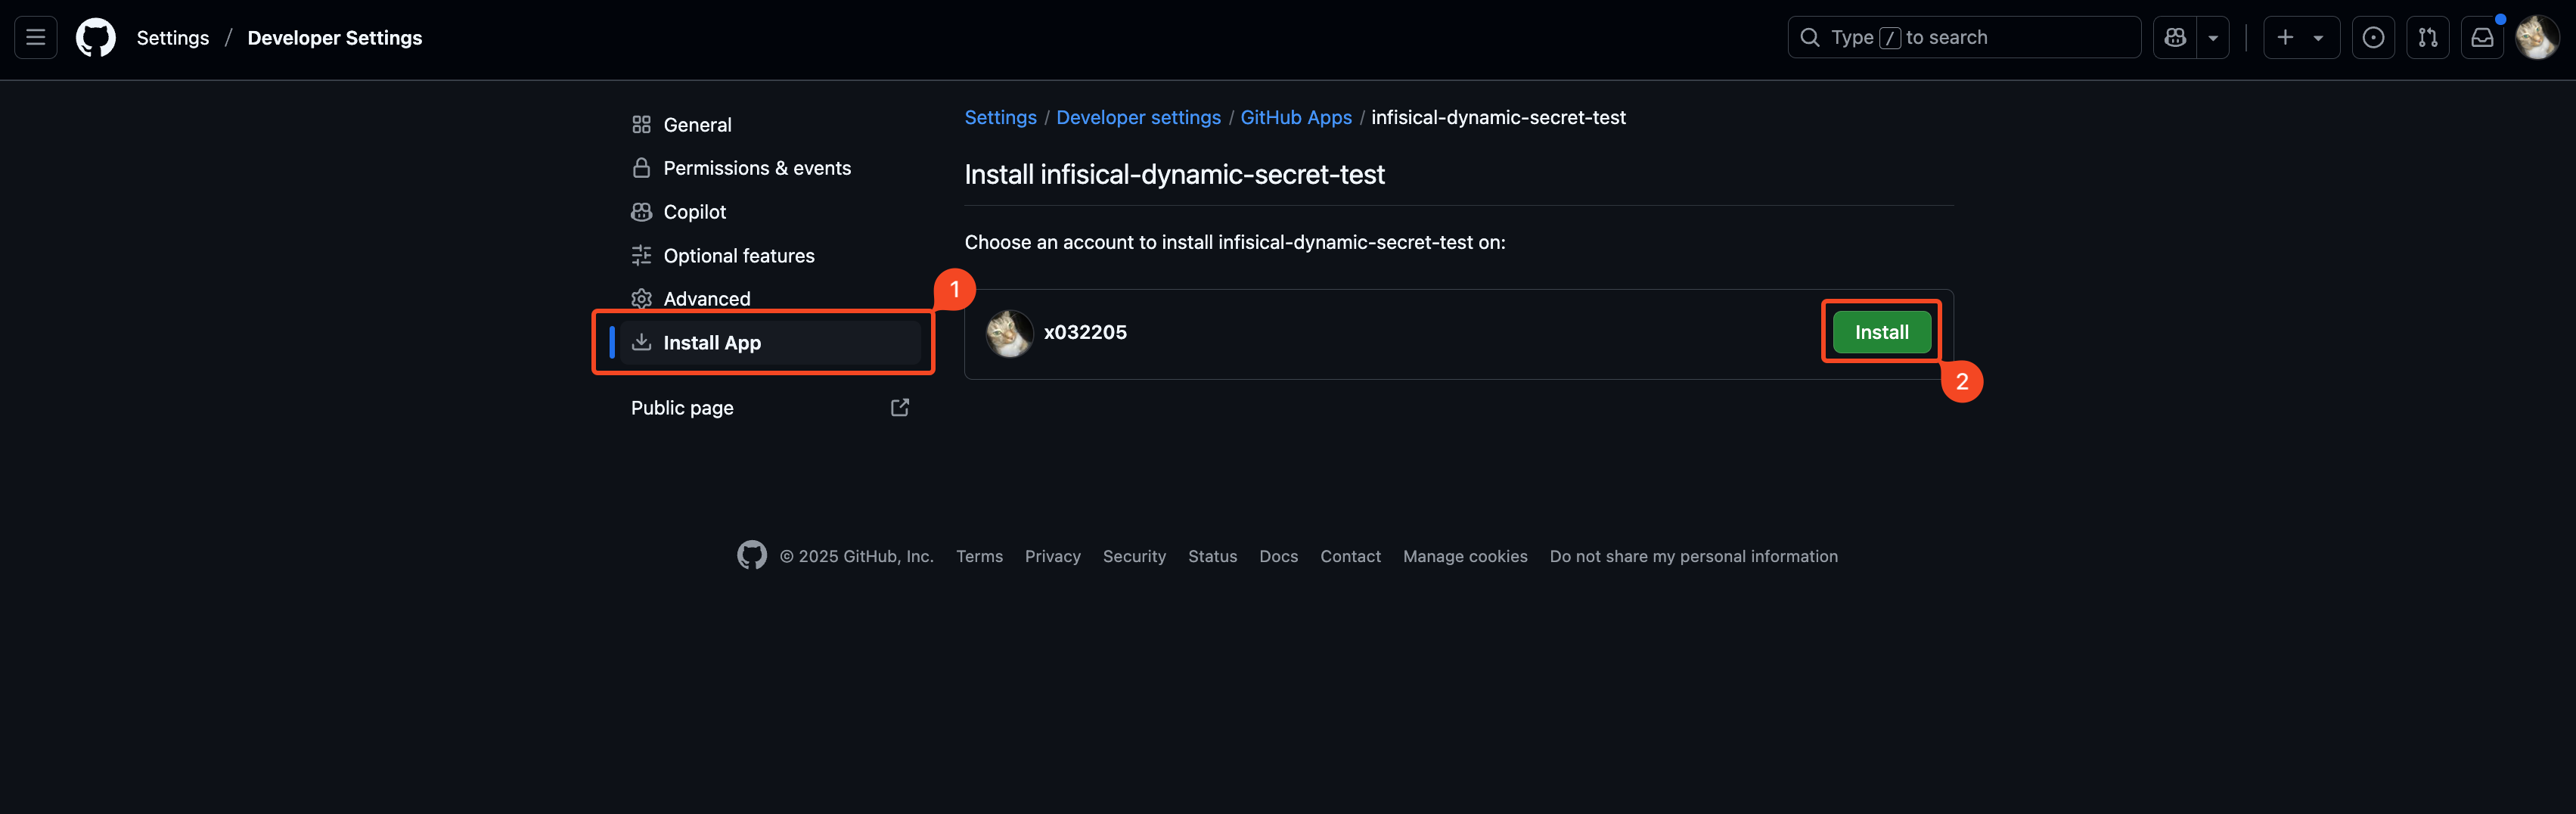 Settings / Developer Settings
Type / to search
General
Permissions & events
Copilot
Optional features
Advanced
Install App
Public page
1
Settings / Developer settings / GitHub Apps / infisical-dynamic-secret-test
Install infisical-dynamic-secret-test
Choose an account to install infisical-dynamic-secret-test on:
x032205
Install
2
© 2025 GitHub, Inc. Terms Privacy Security Status Docs Contact Manage cookies Do not share my personal information